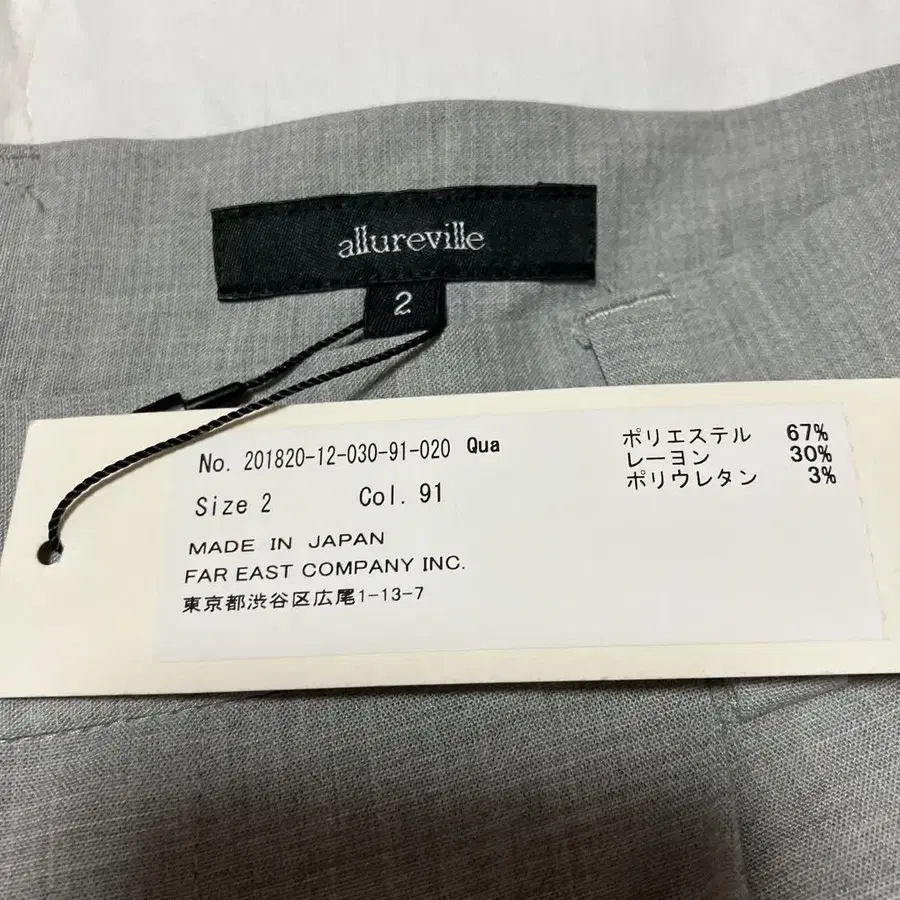 allureville
2
No. 201820-12-030-91-020 Qua
Size 2 Col. 91
MADE IN JAPAN
FAR EAST COMPANY INC.
東京都渋谷区広尾1-13-7
ポリエステル 67%
レーヨン 30%
ポリウレタン 3%